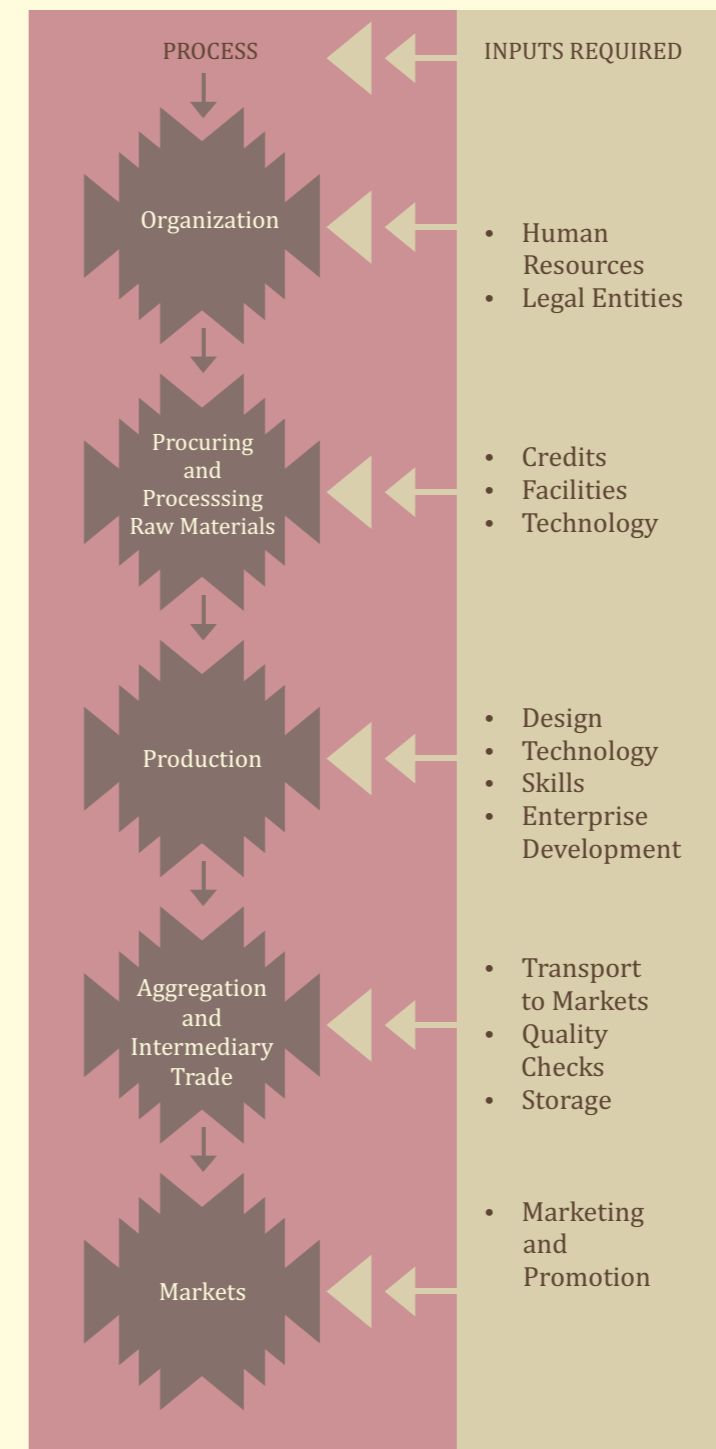 PROCESS
INPUTS REQUIRED
Organization
• Human
Resources
• Legal Entities
Procuring
and
Processsing
Raw Materials
• Credits
• Facilities
• Technology
Production
• Design
• Technology
• Skills
• Enterprise
Development
Aggregation
and
Intermediary
Trade
• Transport
to Markets
• Quality
Checks
• Storage
Markets
• Marketing
and
Promotion